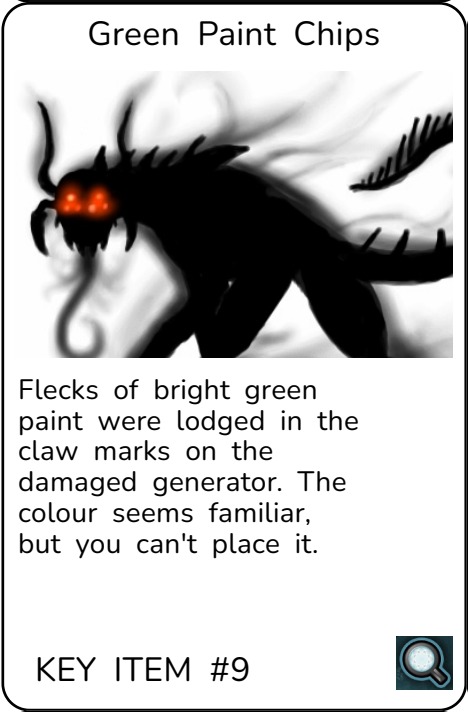 Green Paint Chips
Flecks of bright green
paint were lodged in the
claw marks on the
damaged generator. The
colour seems familiar,
but you can't place it.
KEY ITEM #9